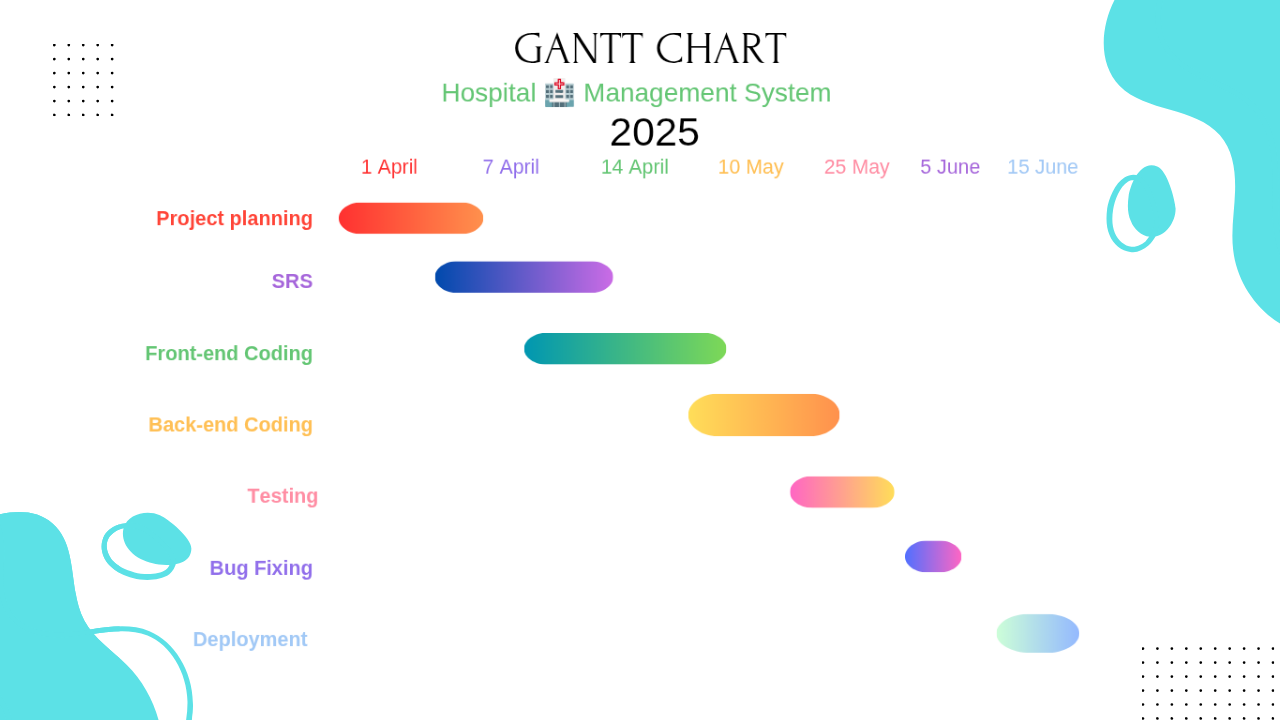 GANTT CHART
Hospital 🏥 Management System
2025
1 April 7 April 14 April 10 May 25 May 5 June 15 June
Project planning
SRS
Front-end Coding
Back-end Coding
Testing
Bug Fixing
Deployment